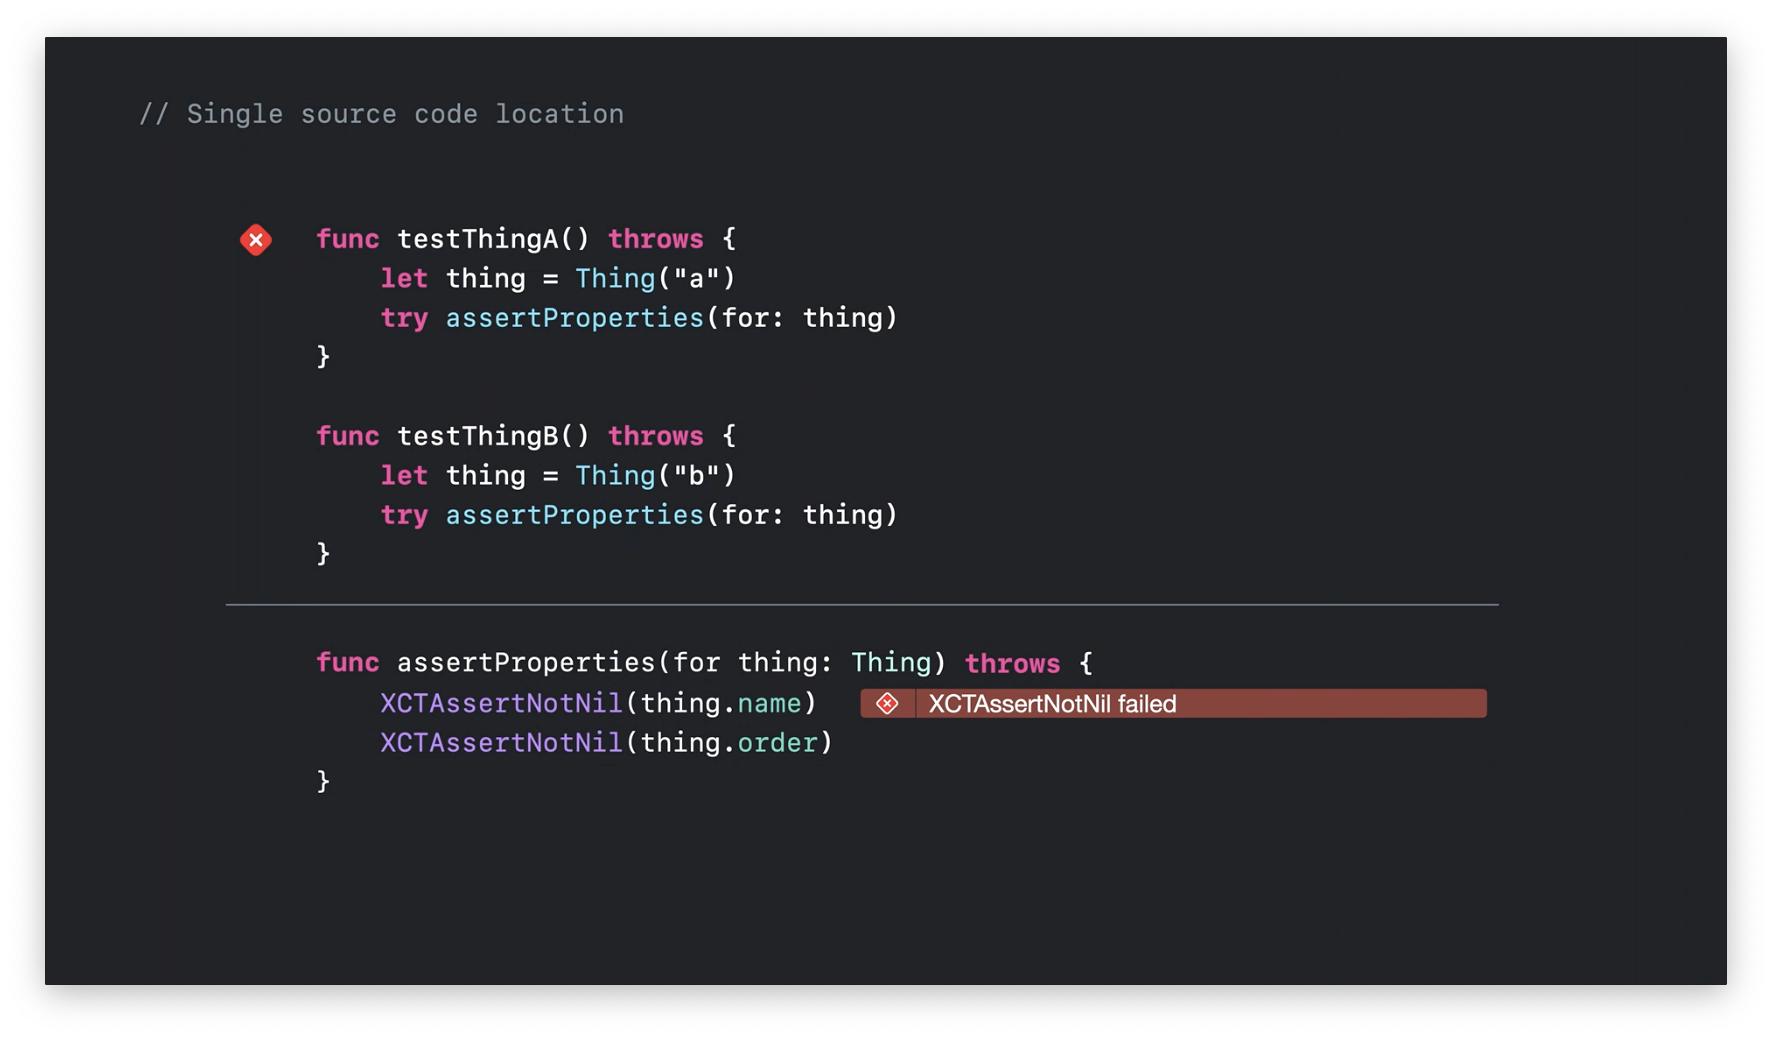 // Single source code location
func testThingA() throws {
    let thing = Thing("a")
    try assertProperties(for: thing)
}
func testThingB() throws {
    let thing = Thing("b")
    try assertProperties(for: thing)
}
func assertProperties(for thing: Thing) throws {
    XCTAssertNotNil(thing.name) XCTAssertNotNil failed
    XCTAssertNotNil(thing.order)
}